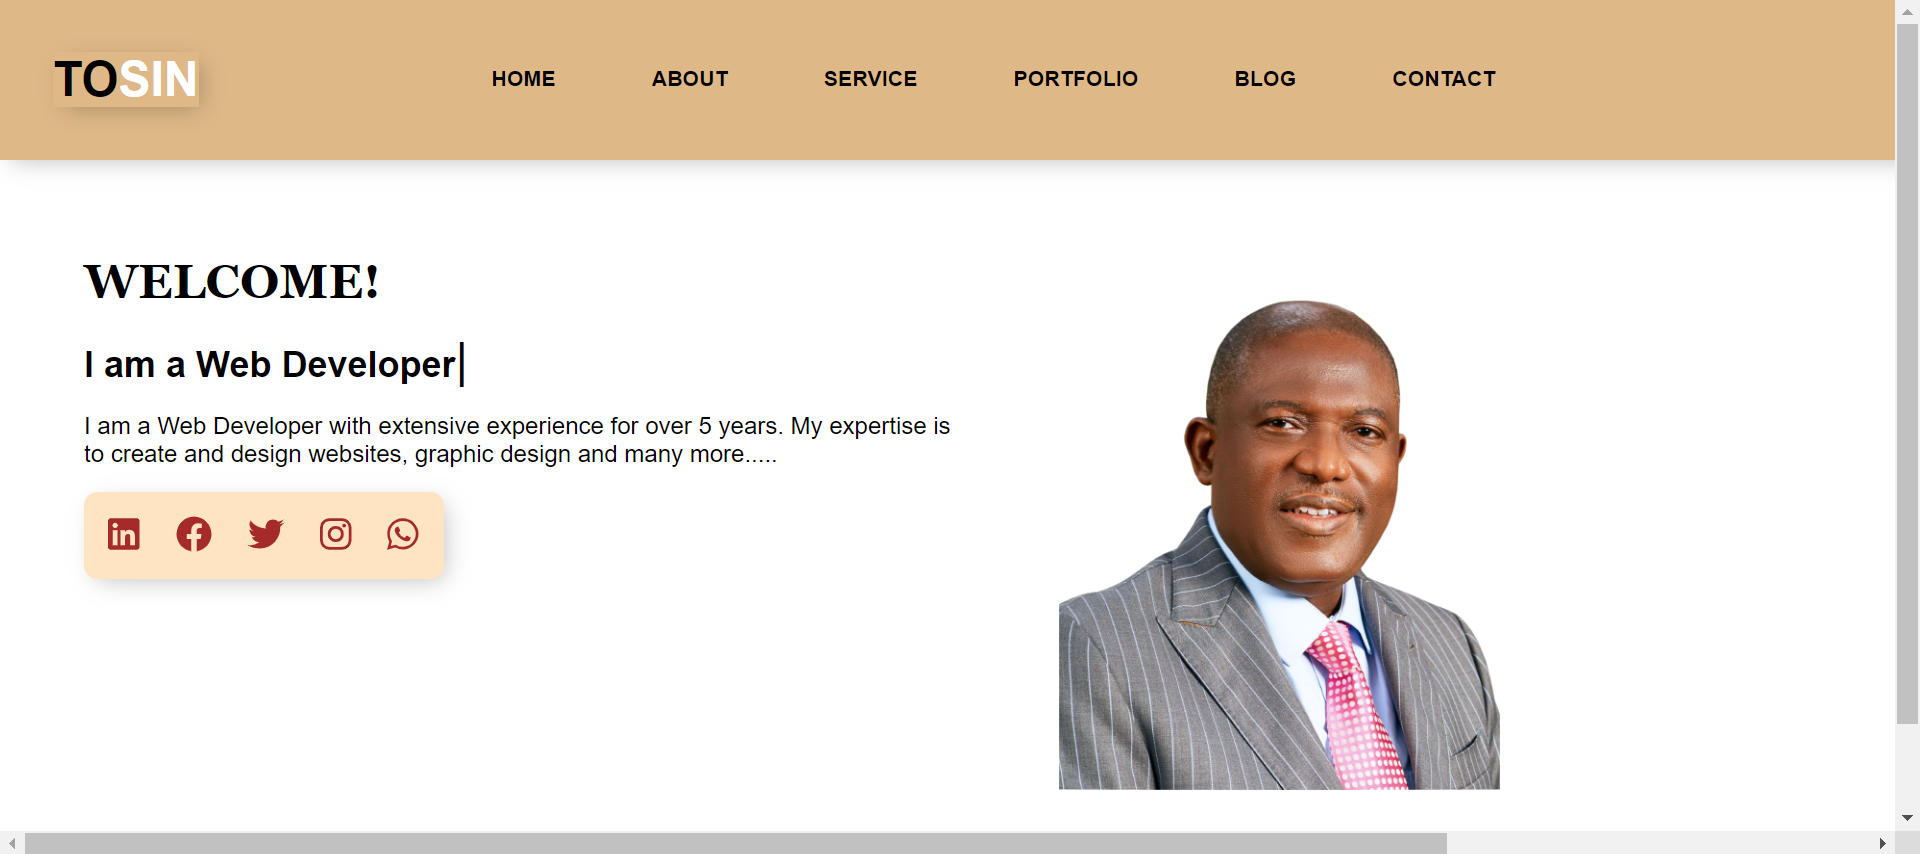 TOSIN
HOME ABOUT SERVICE PORTFOLIO BLOG CONTACT
WELCOME!
I am a Web Developer
I am a Web Developer with extensive experience for over 5 years. My expertise is
to create and design websites, graphic design and many more.....